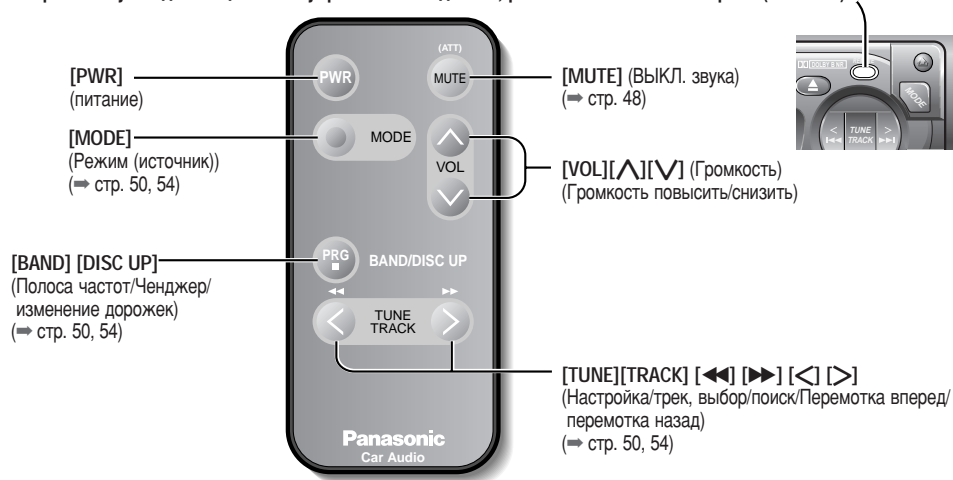 (ATT)
PWR
MUTE
MODE
VOL
PRG
BAND/DISC UP
◀◀ ▶▶
TUNE
TRACK
Panasonic
Car Audio
[PWR]
(питание)
[MODE]
(Режим (источник))
(➡ стр. 50, 54)
[BAND] [DISC UP]
(Полоса частот/Ченджер/
изменение дорожек)
(➡ стр. 50, 54)
[MUTE] (ВЫКЛ. звука)
(➡ стр. 48)
[VOL][∧][∨] (Громкость)
(Громкость повысить/снизить)
[TUNE][TRACK] [◀◀] [▶▶] [<] [>]
(Настройка/трек, выбор/поиск/Перемотка вперед/
перемотка назад)
(➡ стр. 50, 54)
DOLBY B NR
MODE
TUNE
TRACK